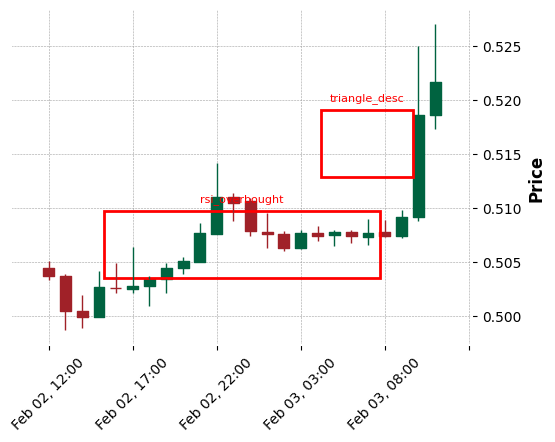 0.525
triangle_desc
0.520
0.515
rsi_overbought
0.510
0.505
0.500
Price
Feb 02, 12:00
Feb 02, 17:00
Feb 02, 22:00
Feb 03, 03:00
Feb 03, 08:00